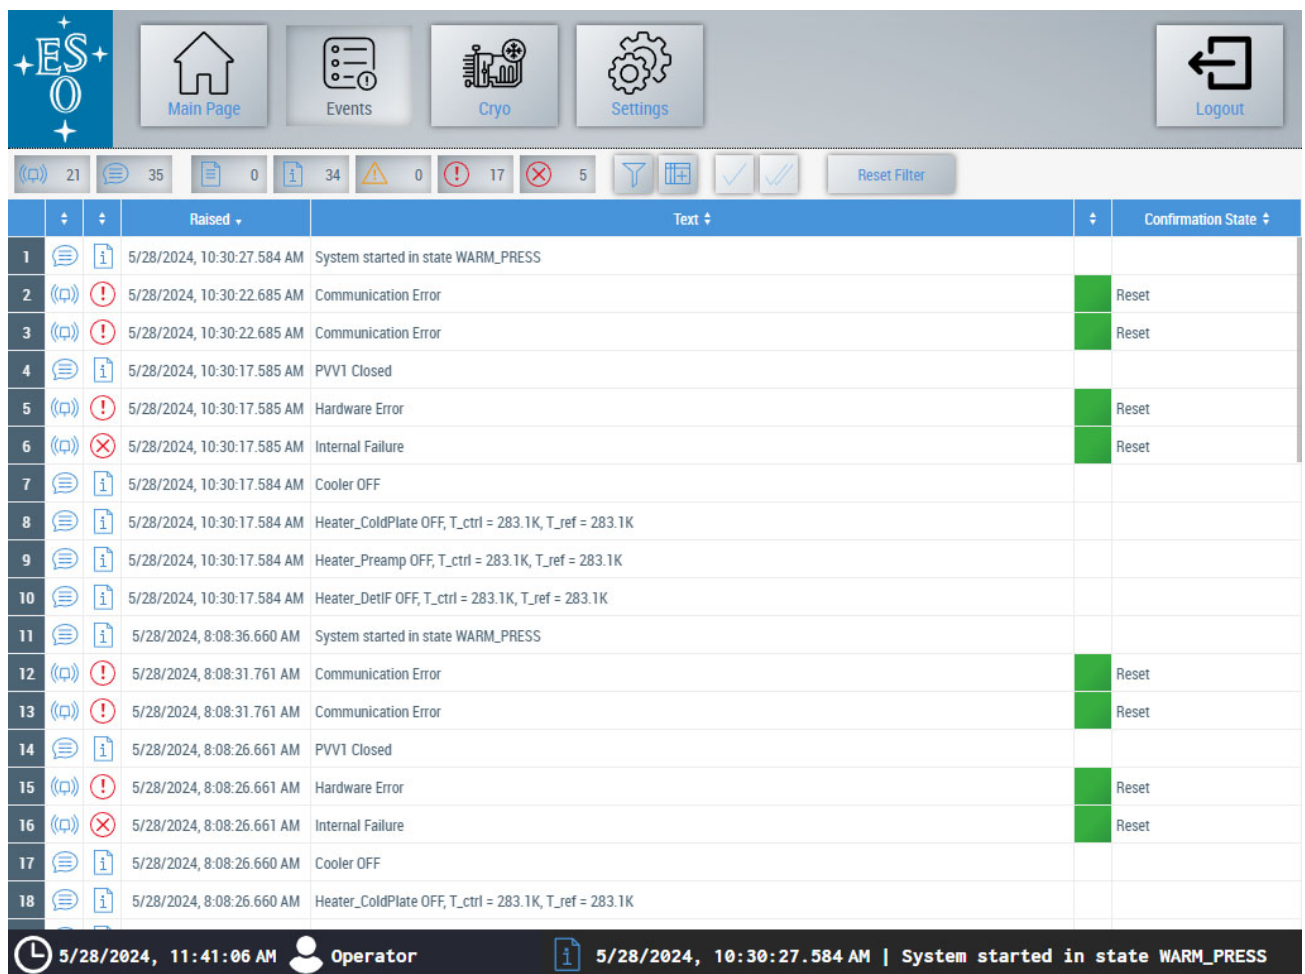 ESO
Main Page
Events
Cryo
Settings
Logout
21 35 0 34 0 17 5 Reset Filter
Raised Text Confirmation State
1 5/28/2024, 10:30:27.584 AM System started in state WARM_PRESS
2 5/28/2024, 10:30:22.685 AM Communication Error Reset
3 5/28/2024, 10:30:22.685 AM Communication Error Reset
4 5/28/2024, 10:30:17.585 AM PVV1 Closed
5 5/28/2024, 10:30:17.585 AM Hardware Error Reset
6 5/28/2024, 10:30:17.585 AM Internal Failure Reset
7 5/28/2024, 10:30:17.584 AM Cooler OFF
8 5/28/2024, 10:30:17.584 AM Heater_ColdPlate OFF, T_ctrl = 283.1K, T_ref = 283.1K
9 5/28/2024, 10:30:17.584 AM Heater_Preamp OFF, T_ctrl = 283.1K, T_ref = 283.1K
10 5/28/2024, 10:30:17.584 AM Heater_DetIF OFF, T_ctrl = 283.1K, T_ref = 283.1K
11 5/28/2024, 8:08:36.660 AM System started in state WARM_PRESS
12 5/28/2024, 8:08:31.761 AM Communication Error Reset
13 5/28/2024, 8:08:31.761 AM Communication Error Reset
14 5/28/2024, 8:08:26.661 AM PVV1 Closed
15 5/28/2024, 8:08:26.661 AM Hardware Error Reset
16 5/28/2024, 8:08:26.661 AM Internal Failure Reset
17 5/28/2024, 8:08:26.660 AM Cooler OFF
18 5/28/2024, 8:08:26.660 AM Heater_ColdPlate OFF, T_ctrl = 283.1K, T_ref = 283.1K
5/28/2024, 11:41:06 AM Operator 5/28/2024, 10:30:27.584 AM | System started in state WARM_PRESS